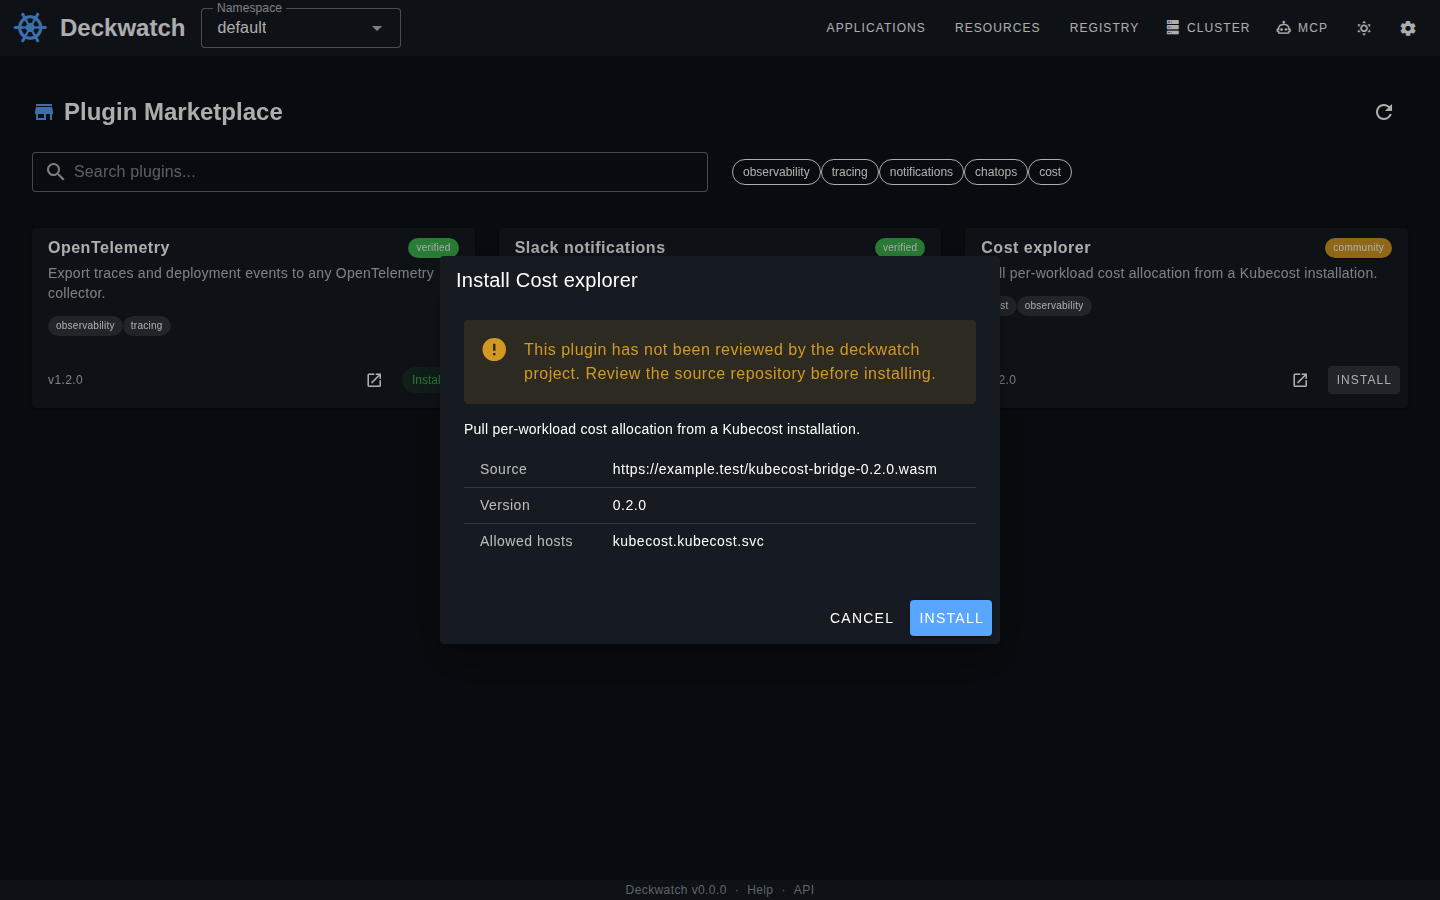 Deckwatch
Namespace
default
APPLICATIONS
RESOURCES
REGISTRY
CLUSTER
MCP
Plugin Marketplace
Search plugins...
observability
tracing
notifications
chatops
cost
OpenTelemetry
verified
Export traces and deployment events to any OpenTelemetry
collector.
observability
tracing
v1.2.0
Slack notifications
verified
Cost explorer
community
per-workload cost allocation from a Kubecost installation.
observability
INSTALL
Install Cost explorer
This plugin has not been reviewed by the deckwatch
project. Review the source repository before installing.
Pull per-workload cost allocation from a Kubecost installation.
Source https://example.test/kubecost-bridge-0.2.0.wasm
Version 0.2.0
Allowed hosts kubecost.kubecost.svc
CANCEL
INSTALL
Deckwatch v0.0.0 · Help · API